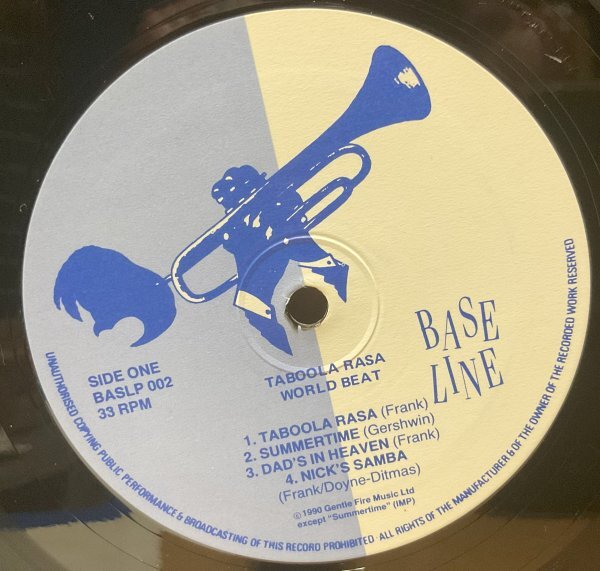 BASE
LINE
SIDE ONE
BASLP 002
33 RPM
TABOOLA RASA
WORLD BEAT
1. TABOOLA RASA (Frank)
2. SUMMERTIME (Gershwin)
3. DAD'S IN HEAVEN (Frank)
4. NICK'S SAMBA
(Frank/Doyne-Ditmas)
℗©1990 Gentle Fire Music Ltd
except "Summertime" (IMP)
UNAUTHORISED COPYING PUBLIC PERFORMANCE & BROADCASTING OF THIS RECORD PROHIBITED· ALL RIGHTS OF THE MANUFACTURER & OF THE OWNER OF THE RECORDED WORK RESERVED